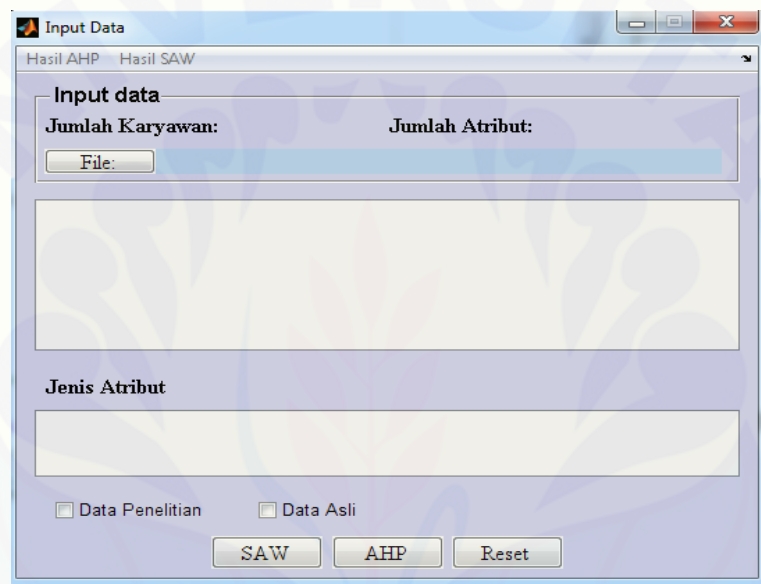 Input Data
Hasil AHP Hasil SAW
Input data
Jumlah Karyawan: Jumlah Atribut:
File:
Jenis Atribut
Data Penelitian Data Asli
SAW AHP Reset